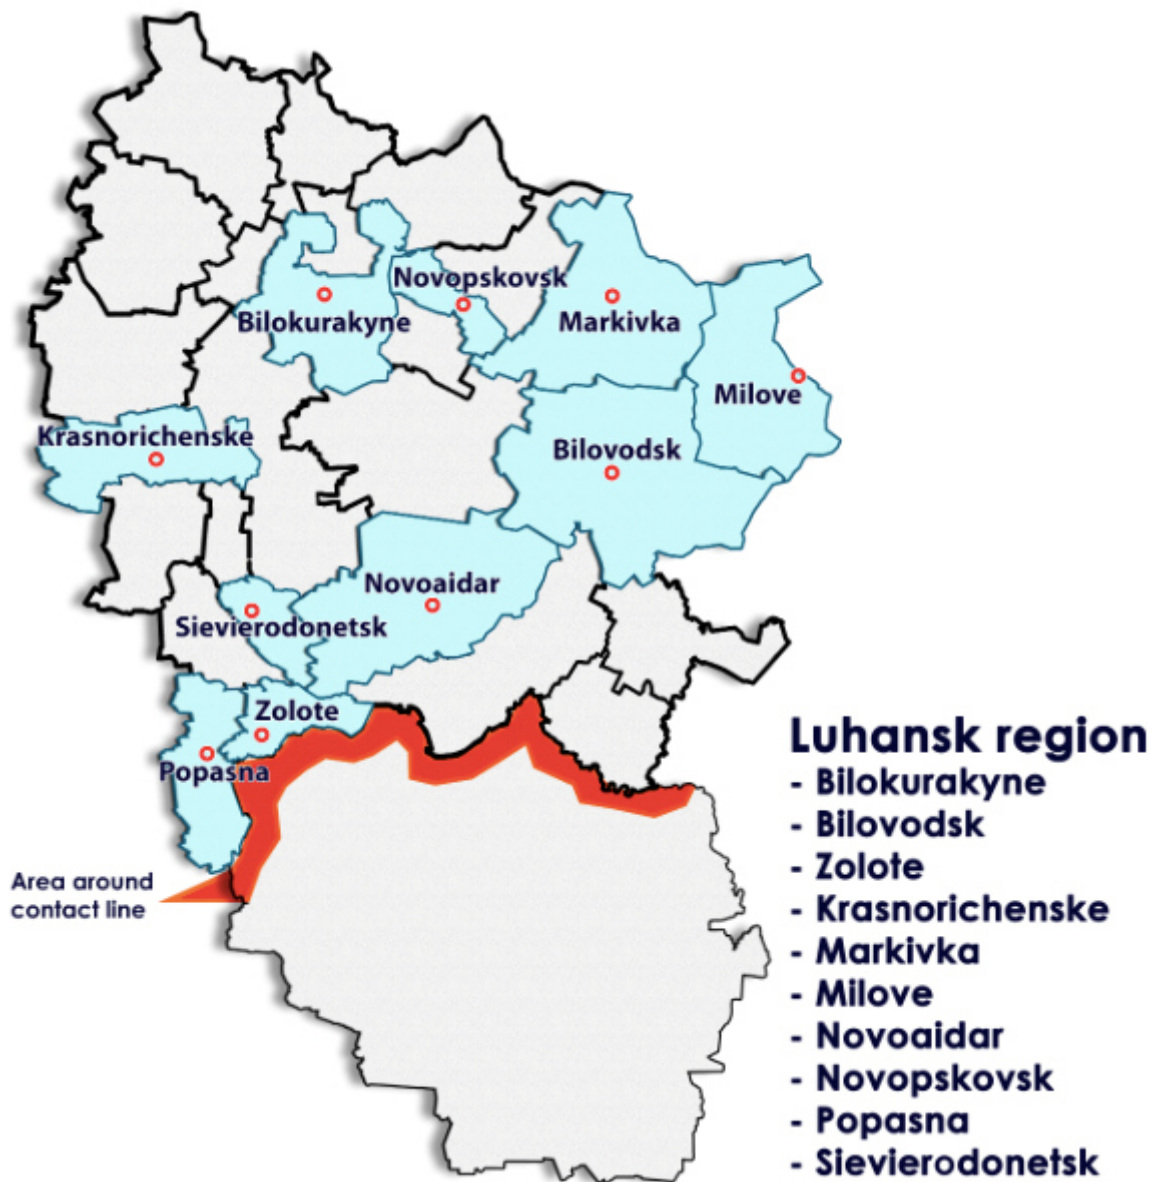 Novopskovsk
Bilokurakyne
Markivka
Milove
Krasnorichenske
Bilovodsk
Novoaidar
Sievierodonetsk
Zolote
Popasna
Area around
contact line
Luhansk region
- Bilokurakyne
- Bilovodsk
- Zolote
- Krasnorichenske
- Markivka
- Milove
- Novoaidar
- Novopskovsk
- Popasna
- Sievierodonetsk